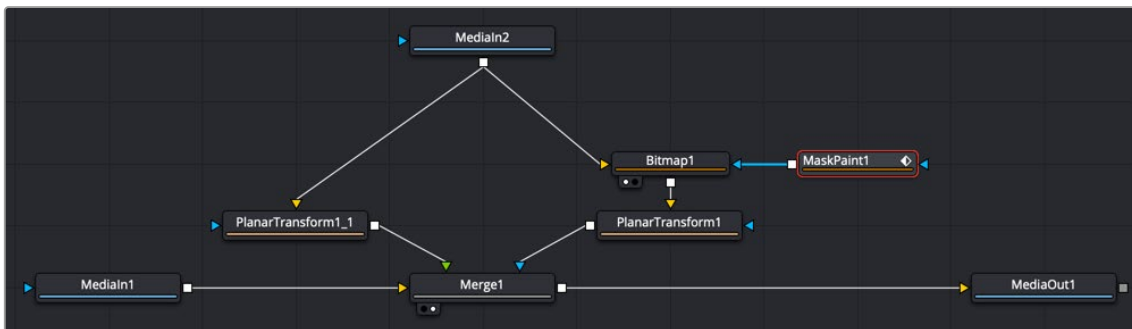 MediaIn2
Bitmap1
MaskPaint1
PlanarTransform1_1
PlanarTransform1
MediaIn1
Merge1
MediaOut1